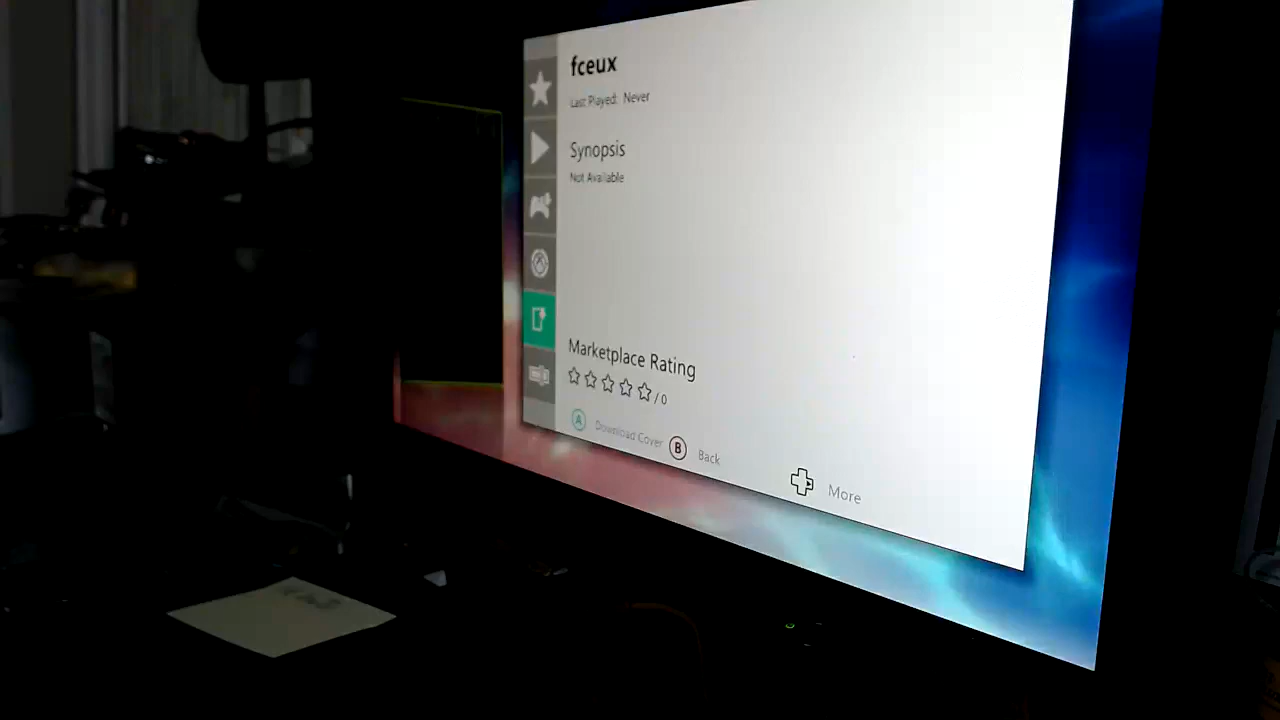 fceux
Last Played: Never
Synopsis
Not Available
Marketplace Rating
/0
A Download Cover B Back More